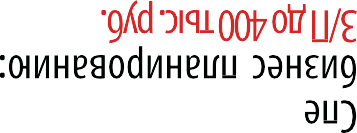 Спе
бизнес планированию:
З/П до 400 тыс. руб.